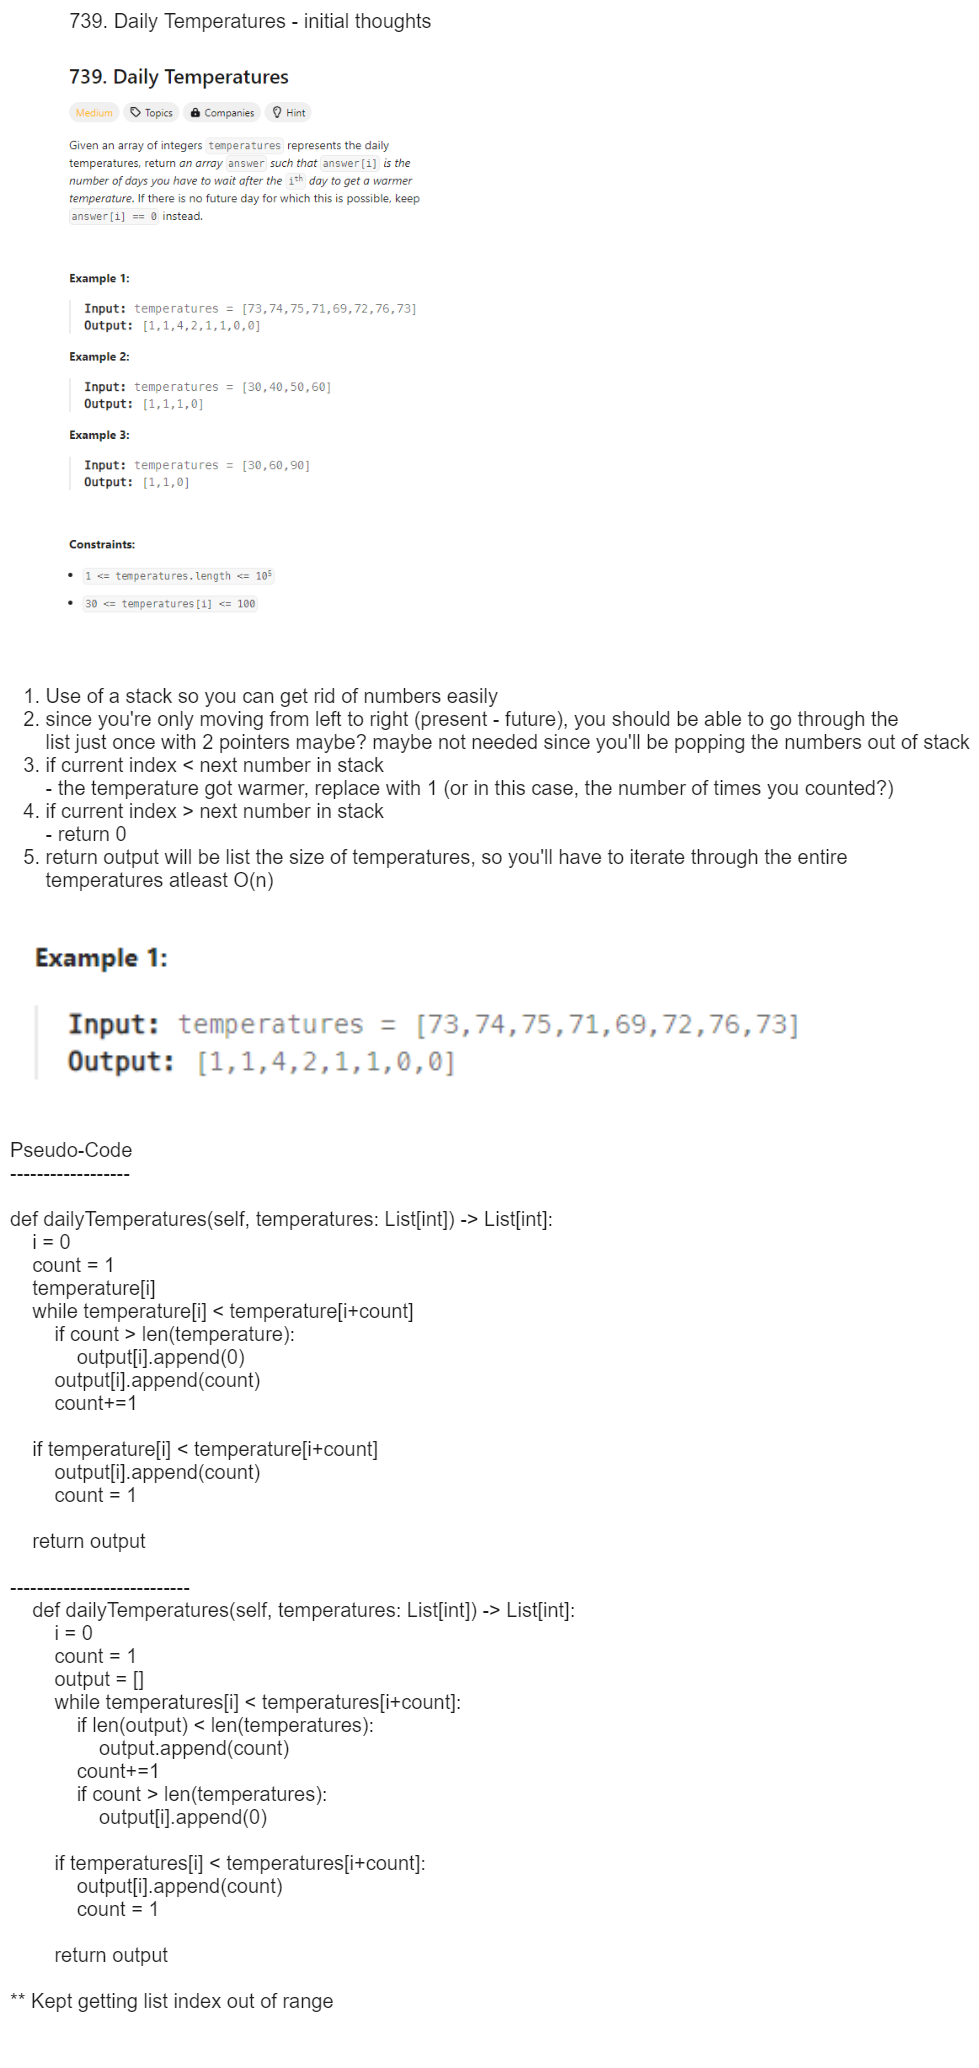 739. Daily Temperatures - initial thoughts
739. Daily Temperatures
Medium Topics Companies Hint
Given an array of integers temperatures represents the daily
temperatures, return an array answer such that answer[i] is the
number of days you have to wait after the ith day to get a warmer
temperature. If there is no future day for which this is possible, keep
answer[i] == 0 instead.
Example 1:
Input: temperatures = [73,74,75,71,69,72,76,73]
Output: [1,1,4,2,1,1,0,0]
Example 2:
Input: temperatures = [30,40,50,60]
Output: [1,1,1,0]
Example 3:
Input: temperatures = [30,60,90]
Output: [1,1,0]
Constraints:
• 1 <= temperatures.length <= 10⁵
• 30 <= temperatures[i] <= 100
1. Use of a stack so you can get rid of numbers easily
2. since you're only moving from left to right (present - future), you should be able to go through the
list just once with 2 pointers maybe? maybe not needed since you'll be popping the numbers out of stack
3. if current index < next number in stack
- the temperature got warmer, replace with 1 (or in this case, the number of times you counted?)
4. if current index > next number in stack
- return 0
5. return output will be list the size of temperatures, so you'll have to iterate through the entire
temperatures atleast O(n)
Example 1:
Input: temperatures = [73,74,75,71,69,72,76,73]
Output: [1,1,4,2,1,1,0,0]
Pseudo-Code
------------------
def dailyTemperatures(self, temperatures: List[int]) -> List[int]:
i = 0
count = 1
temperature[i]
while temperature[i] < temperature[i+count]
if count > len(temperature):
output[i].append(0)
output[i].append(count)
count+=1
if temperature[i] < temperature[i+count]
output[i].append(count)
count = 1
return output
---------------------------
def dailyTemperatures(self, temperatures: List[int]) -> List[int]:
i = 0
count = 1
output = []
while temperatures[i] < temperatures[i+count]:
if len(output) < len(temperatures):
output.append(count)
count+=1
if count > len(temperatures):
output[i].append(0)
if temperatures[i] < temperatures[i+count]:
output[i].append(count)
count = 1
return output
** Kept getting list index out of range